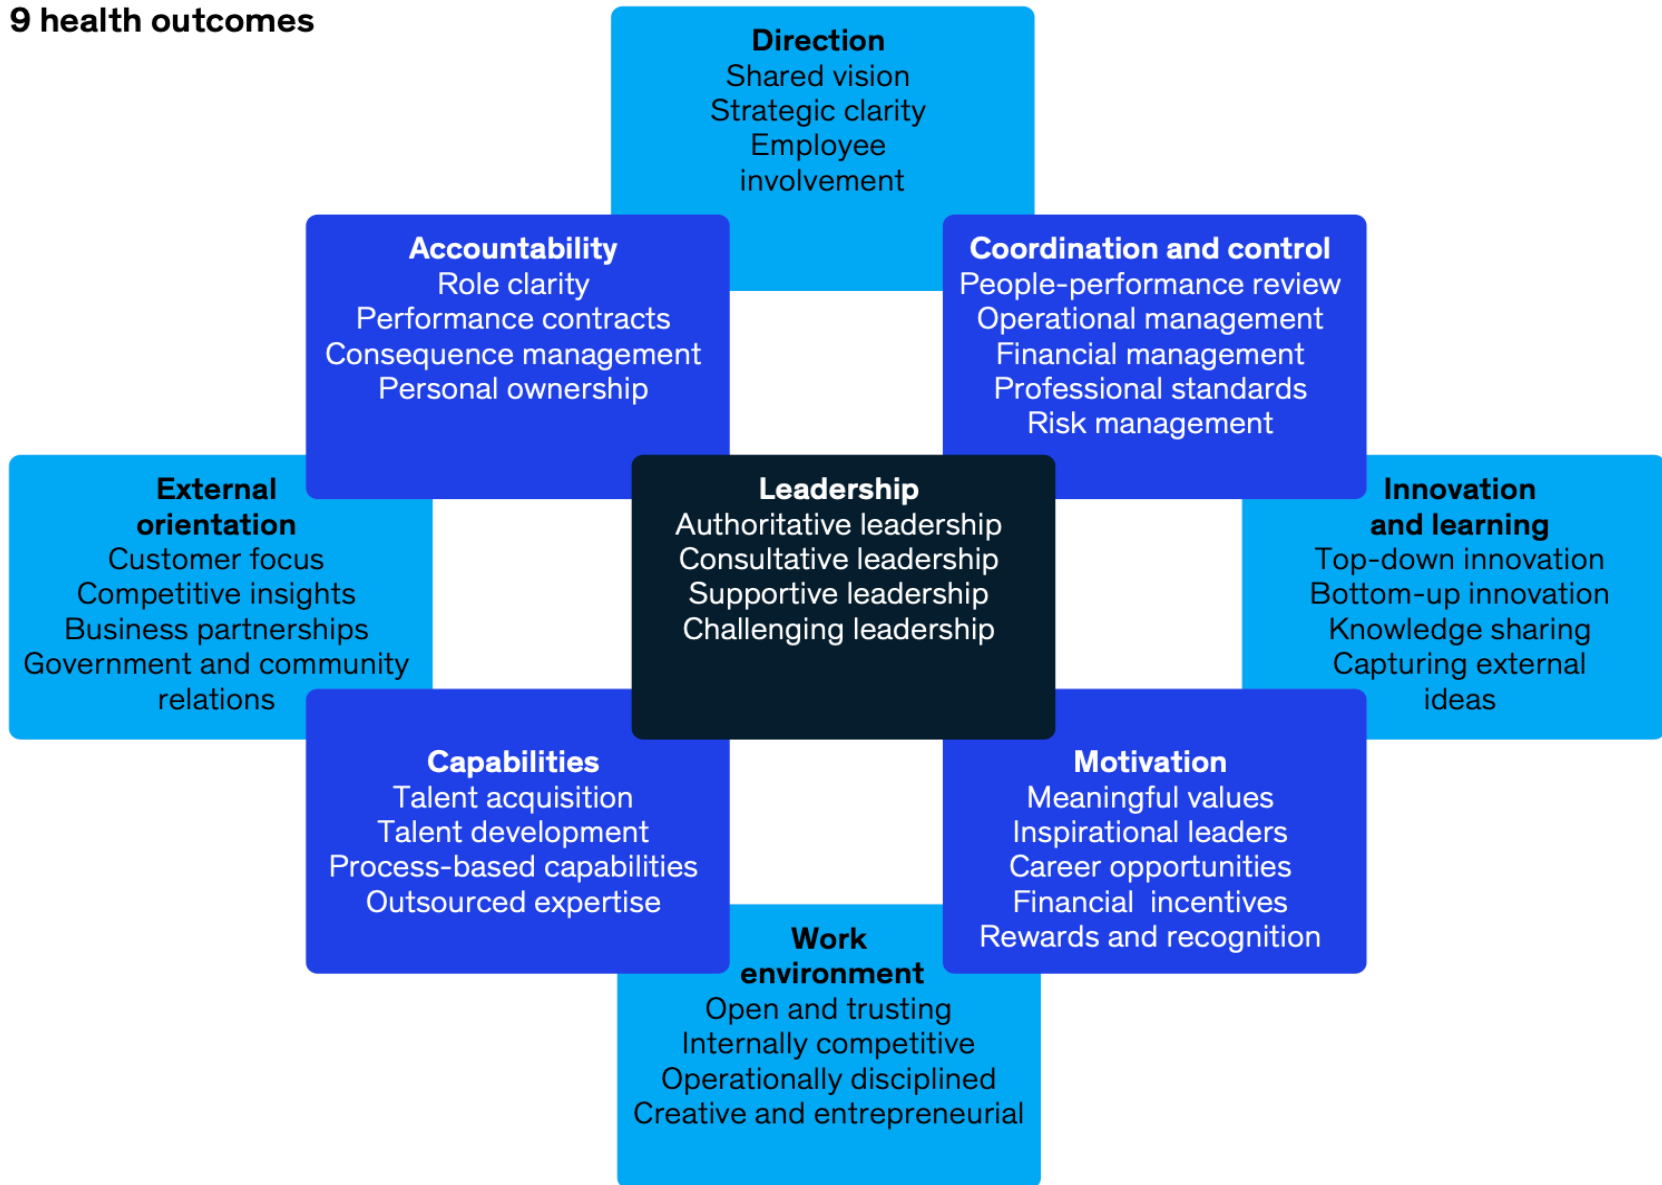 9 health outcomes
Direction
Shared vision
Strategic clarity
Employee
involvement
Accountability
Role clarity
Performance contracts
Consequence management
Personal ownership
Coordination and control
People-performance review
Operational management
Financial management
Professional standards
Risk management
External
orientation
Customer focus
Competitive insights
Business partnerships
Government and community
relations
Leadership
Authoritative leadership
Consultative leadership
Supportive leadership
Challenging leadership
Innovation
and learning
Top-down innovation
Bottom-up innovation
Knowledge sharing
Capturing external
ideas
Capabilities
Talent acquisition
Talent development
Process-based capabilities
Outsourced expertise
Motivation
Meaningful values
Inspirational leaders
Career opportunities
Financial  incentives
Rewards and recognition
Work
environment
Open and trusting
Internally competitive
Operationally disciplined
Creative and entrepreneurial